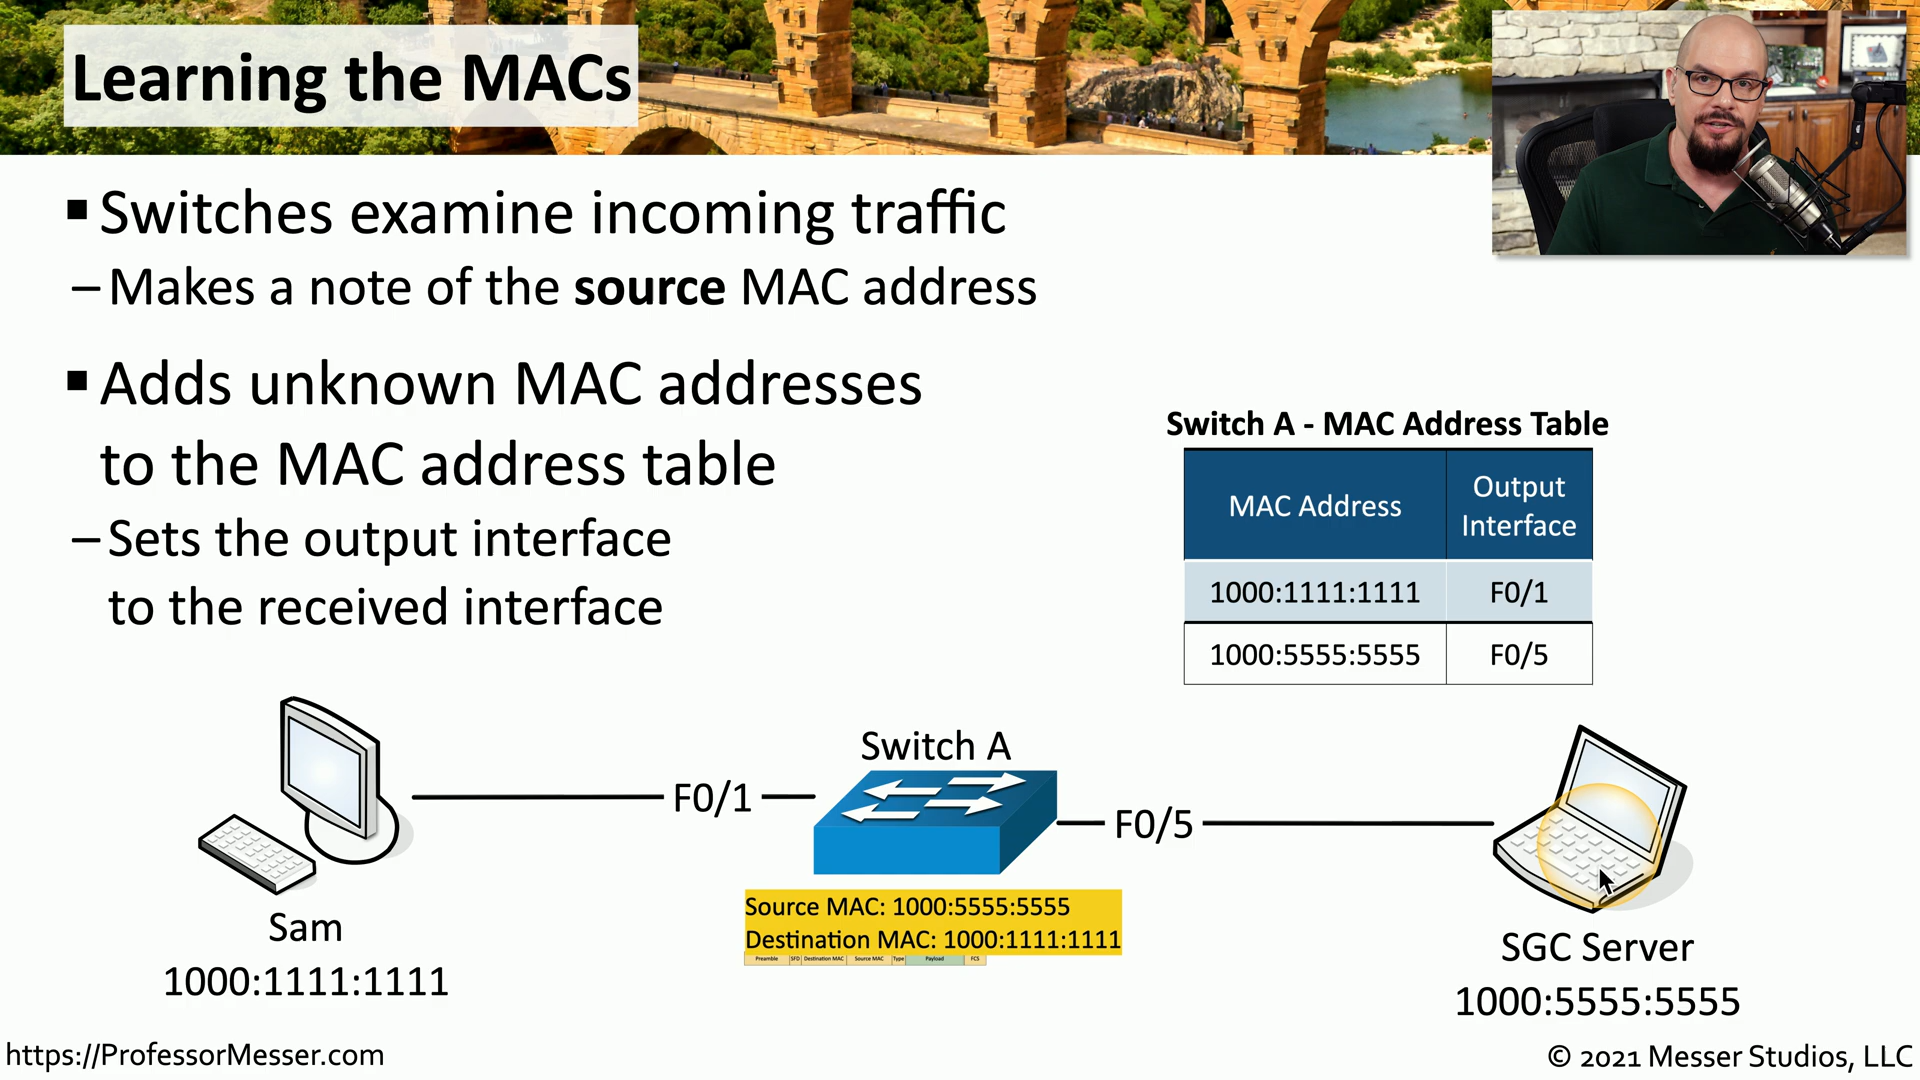 Learning the MACs
Switches examine incoming traffic
– Makes a note of the source MAC address
Adds unknown MAC addresses
to the MAC address table
– Sets the output interface
to the received interface
Switch A - MAC Address Table
MAC Address Output Interface
1000:1111:1111 F0/1
1000:5555:5555 F0/5
Switch A
F0/1
F0/5
Source MAC: 1000:5555:5555
Destination MAC: 1000:1111:1111
Preamble SFD Destination MAC Source MAC Type Payload FCS
Sam
1000:1111:1111
SGC Server
1000:5555:5555
https://ProfessorMesser.com
© 2021 Messer Studios, LLC